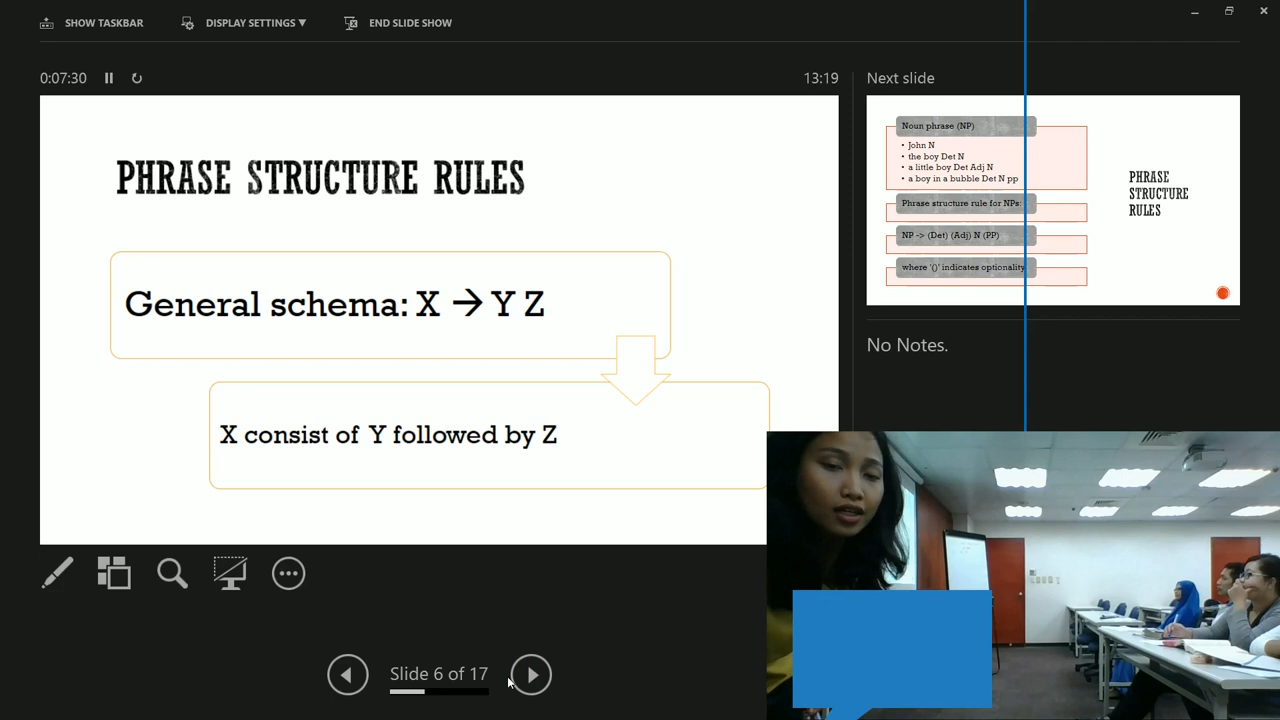 SHOW TASKBAR
DISPLAY SETTINGS ▼
END SLIDE SHOW
0:07:30
13:19
Next slide
PHRASE STRUCTURE RULES
General schema: X → Y Z
X consist of Y followed by Z
Noun phrase (NP)
• John N
• the boy Det N
• a little boy Det Adj N
• a boy in a bubble Det N pp
Phrase structure rule for NPs:
NP -> (Det) (Adj) N (PP)
where '()' indicates optionality
PHRASE
STRUCTURE
RULES
No Notes.
Slide 6 of 17